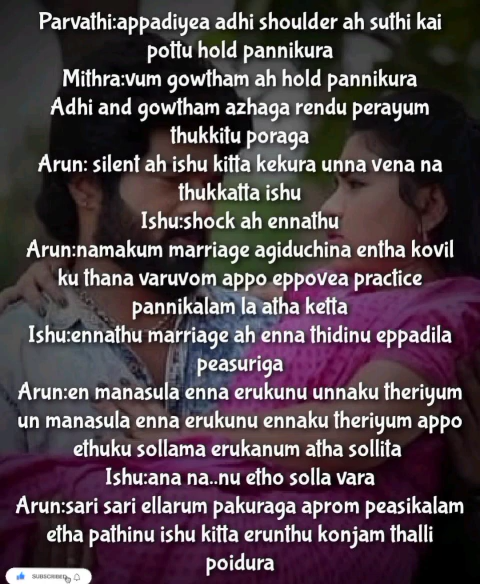 Parvathi:appadiyea adhi shoulder ah suthi kai
pottu hold pannikura
Mithra:vum gowtham ah hold pannikura
Adhi and gowtham azhaga rendu perayum
thukkitu poraga
Arun: silent ah ishu kitta kekura unna vena na
thukkatta ishu
Ishu:shock ah ennathu
Arun:namakum marriage agiduchina entha kovil
ku thana varuvom appo eppovea practice
pannikalam la atha ketta
Ishu:ennathu marriage ah enna thidinu eppadila
peasuriga
Arun:en manasula enna erukunu unnaku theriyum
un manasula enna erukunu ennaku theriyum appo
ethuku sollama erukanum atha sollita
Ishu:ana na..nu etho solla vara
Arun:sari sari ellarum pakuraga aprom peasikalam
etha pathinu ishu kitta erunthu konjam thalli
poidura
SUBSCRIBED